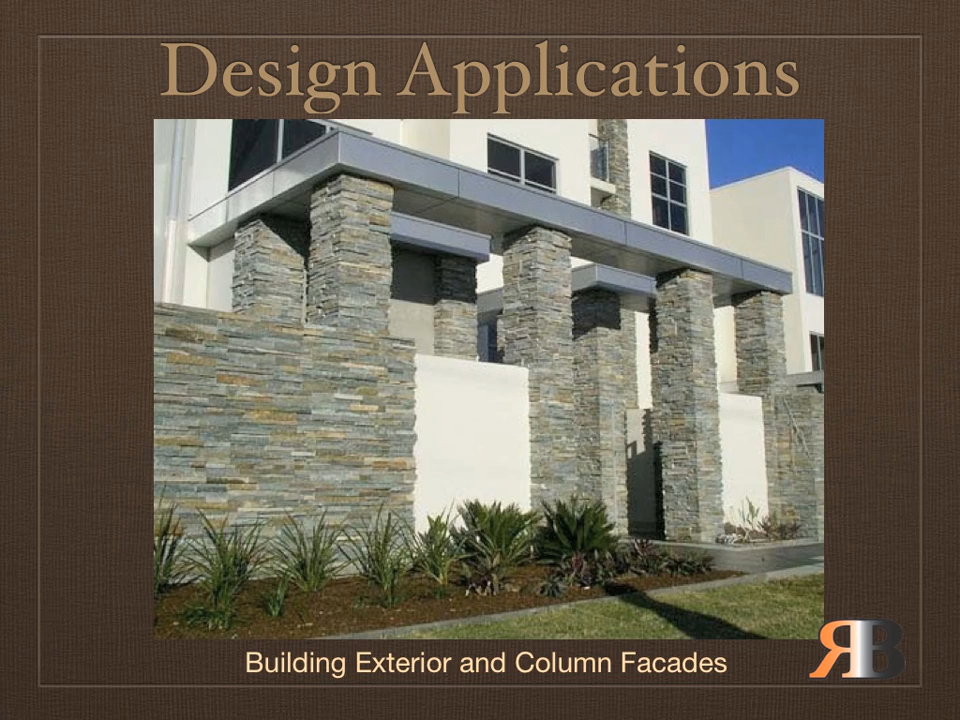 Design Applications
Building Exterior and Column Facades
RB